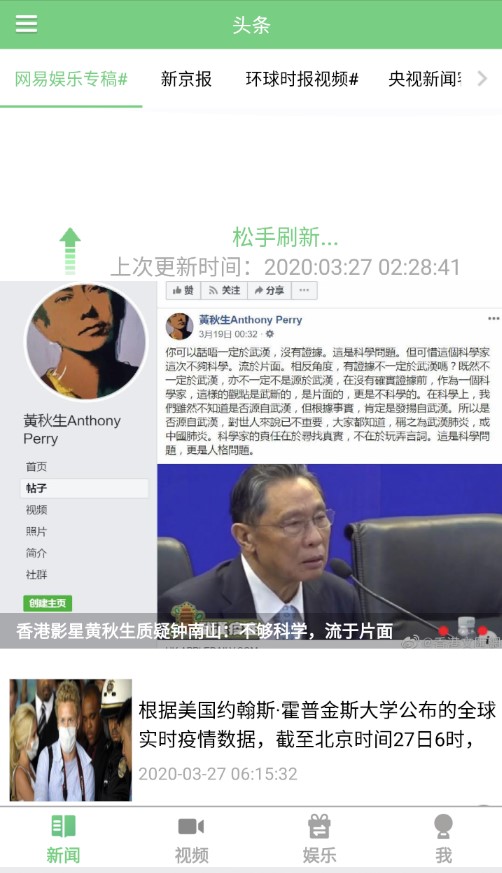 头条
网易娱乐专稿#
新京报
环球时报视频#
央视新闻
松手刷新...
上次更新时间：2020:03:27 02:28:41
赞
关注
分享
黃秋生Anthony Perry
3月19日 00:32
你可以話唔一定於武漢，沒有證據。這是科學問題。但可惜這個科學家
這次不夠科學。流於片面。相反角度，有證據不一定於武漢嗎？既然不
一定於武漢，亦不一定不是源於武漢，在沒有確實證據前，作為一個科
學家，這樣的觀點是武斷的，是片面的，更是不科學的。在科學上，我
們雖然不知道是否源自武漢，但根據事實，肯定是發揚自武漢。所以是
否源自武漢，對世人來說已不重要，大家都知道，稱之為武漢肺炎，或
中國肺炎。科學家的責任在於尋找真實，不在於玩弄言詞。這是科學問
題，更是人格問題。
黃秋生Anthony
Perry
首页
帖子
视频
照片
简介
社群
创建主页
香港影星黄秋生质疑钟南山：不够科学，流于片面
根据美国约翰斯·霍普金斯大学公布的全球
实时疫情数据，截至北京时间27日6时，
2020-03-27 06:15:32
新闻
视频
娱乐
我